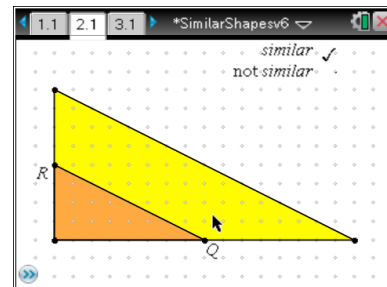 1.1 2.1 3.1 *SimilarShapesv6
similar
not similar
R
Q